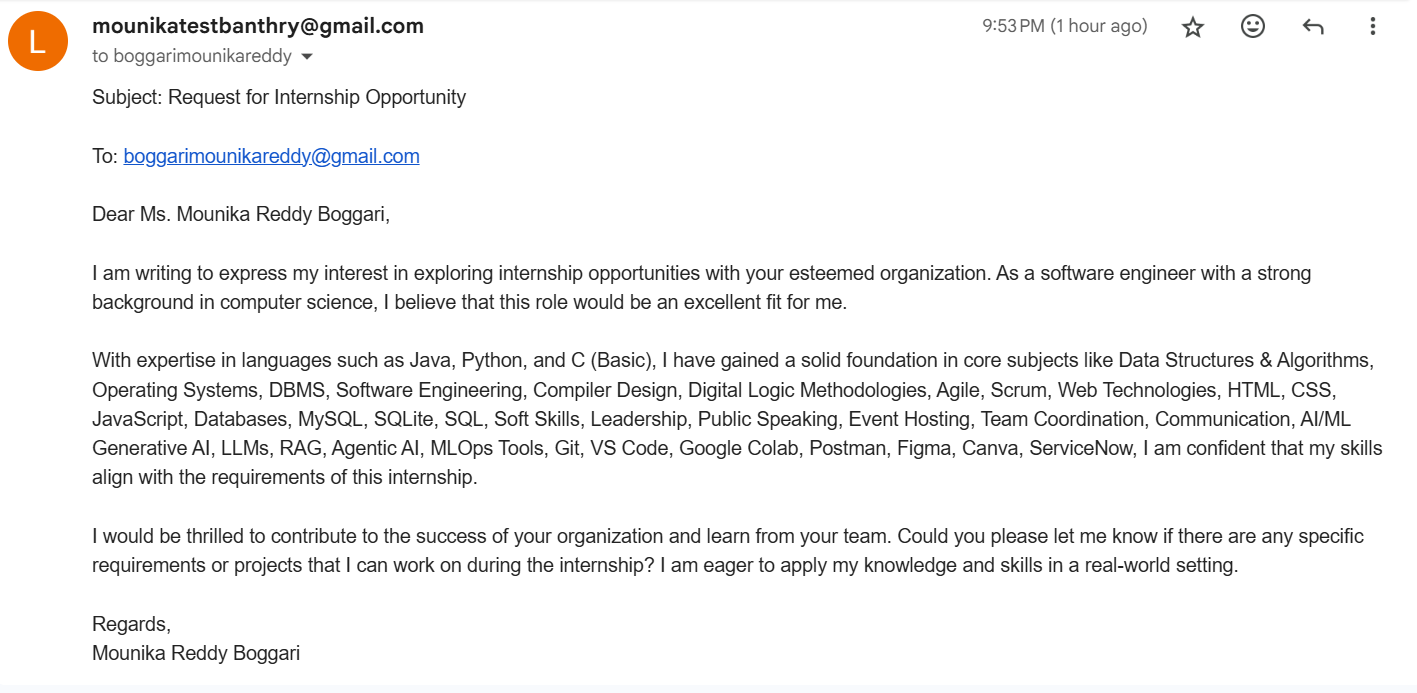 L
mounikatestbanthry@gmail.com
9:53 PM (1 hour ago)
to boggarimounikareddy
Subject: Request for Internship Opportunity
To: boggarimounikareddy@gmail.com
Dear Ms. Mounika Reddy Boggari,
I am writing to express my interest in exploring internship opportunities with your esteemed organization. As a software engineer with a strong
background in computer science, I believe that this role would be an excellent fit for me.
With expertise in languages such as Java, Python, and C (Basic), I have gained a solid foundation in core subjects like Data Structures & Algorithms,
Operating Systems, DBMS, Software Engineering, Compiler Design, Digital Logic Methodologies, Agile, Scrum, Web Technologies, HTML, CSS,
JavaScript, Databases, MySQL, SQLite, SQL, Soft Skills, Leadership, Public Speaking, Event Hosting, Team Coordination, Communication, AI/ML
Generative AI, LLMs, RAG, Agentic AI, MLOps Tools, Git, VS Code, Google Colab, Postman, Figma, Canva, ServiceNow, I am confident that my skills
align with the requirements of this internship.
I would be thrilled to contribute to the success of your organization and learn from your team. Could you please let me know if there are any specific
requirements or projects that I can work on during the internship? I am eager to apply my knowledge and skills in a real-world setting.
Regards,
Mounika Reddy Boggari